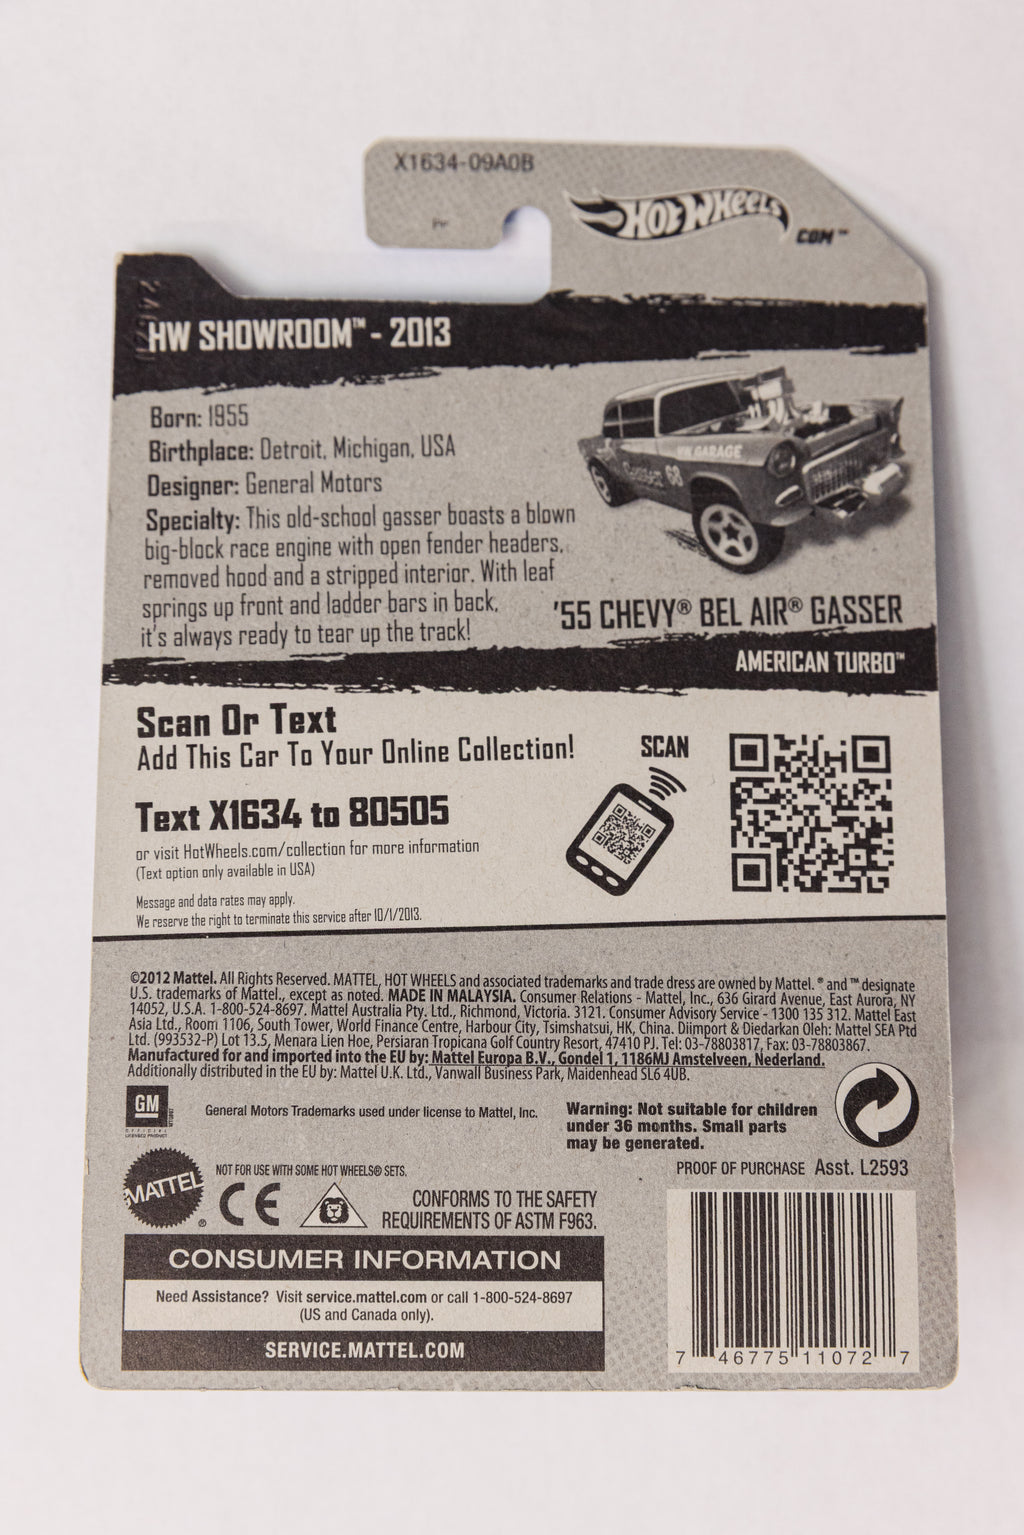 X1634-09A0B
HOT WHEELS
.COM™
HW SHOWROOM™ - 2013
Born: 1955
Birthplace: Detroit, Michigan, USA
Designer: General Motors
Specialty: This old-school gasser boasts a blown
big-block race engine with open fender headers,
removed hood and a stripped interior. With leaf
springs up front and ladder bars in back,
it's always ready to tear up the track!
HW GARAGE
Gasser 68
'55 CHEVY® BEL AIR® GASSER
AMERICAN TURBO™
Scan Or Text
Add This Car To Your Online Collection!
SCAN
Text X1634 to 80505
or visit HotWheels.com/collection for more information
(Text option only available in USA)
Message and data rates may apply.
We reserve the right to terminate this service after 10/1/2013.
©2012 Mattel. All Rights Reserved. MATTEL, HOT WHEELS and associated trademarks and trade dress are owned by Mattel. ® and ™ designate
U.S. trademarks of Mattel., except as noted. MADE IN MALAYSIA. Consumer Relations - Mattel, Inc., 636 Girard Avenue, East Aurora, NY
14052, U.S.A. 1-800-524-8697. Mattel Australia Pty. Ltd., Richmond, Victoria. 3121. Consumer Advisory Service - 1300 135 312. Mattel East
Asia Ltd., Room 1106, South Tower, World Finance Centre, Harbour City, Tsimshatsui, HK, China. Diimport & Diedarkan Oleh: Mattel SEA Ptd
Ltd. (993532-P) Lot 13.5, Menara Lien Hoe, Persiaran Tropicana Golf Country Resort, 47410 PJ. Tel: 03-78803817, Fax: 03-78803867.
Manufactured for and imported into the EU by: Mattel Europa B.V., Gondel 1, 1186MJ Amstelveen, Nederland.
Additionally distributed in the EU by: Mattel U.K. Ltd., Vanwall Business Park, Maidenhead SL6 4UB.
GM
OFFICIAL
LICENSED PRODUCT
General Motors Trademarks used under license to Mattel, Inc.
Warning: Not suitable for children
under 36 months. Small parts
may be generated.
NOT FOR USE WITH SOME HOT WHEELS® SETS.
PROOF OF PURCHASE Asst. L2593
MATTEL®
CE
CONFORMS TO THE SAFETY
REQUIREMENTS OF ASTM F963.
CONSUMER INFORMATION
Need Assistance? Visit service.mattel.com or call 1-800-524-8697
(US and Canada only).
SERVICE.MATTEL.COM
7 46775 11072 7